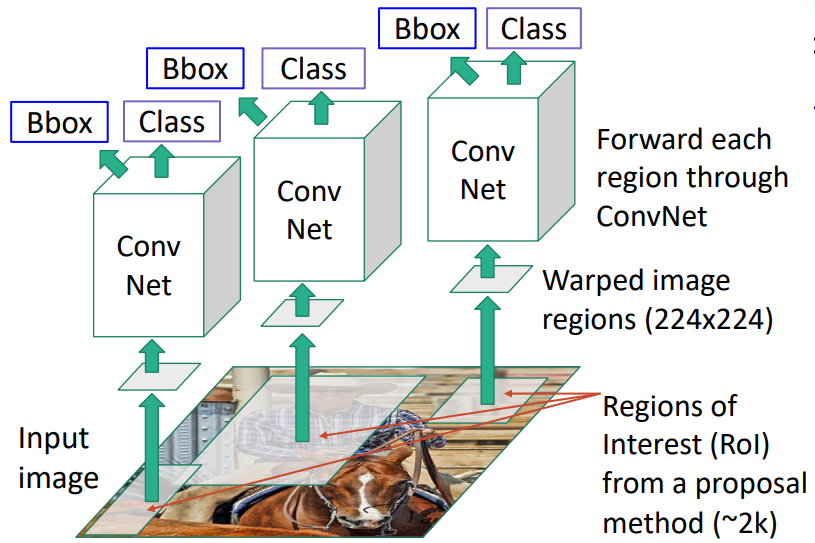 Bbox
Class
Bbox
Class
Bbox
Class
Conv
Net
Conv
Net
Conv
Net
Forward each
region through
ConvNet
Warped image
regions (224x224)
Input
image
Regions of
Interest (RoI)
from a proposal
method (~2k)